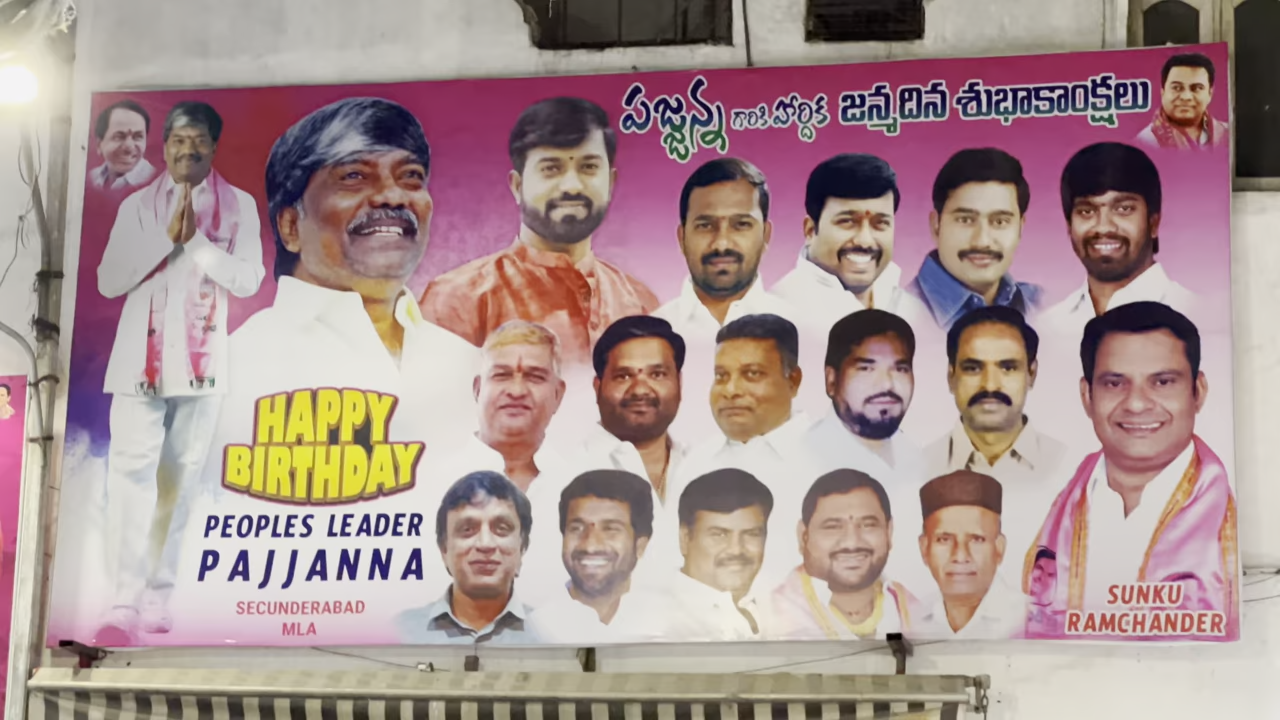 పజ్జన్న గారికి హార్దిక జన్మదిన శుభాకాంక్షలు
HAPPY
BIRTHDAY
PEOPLES LEADER
PAJJANNA
SECUNDERABAD
MLA
SUNKU
RAMCHANDER